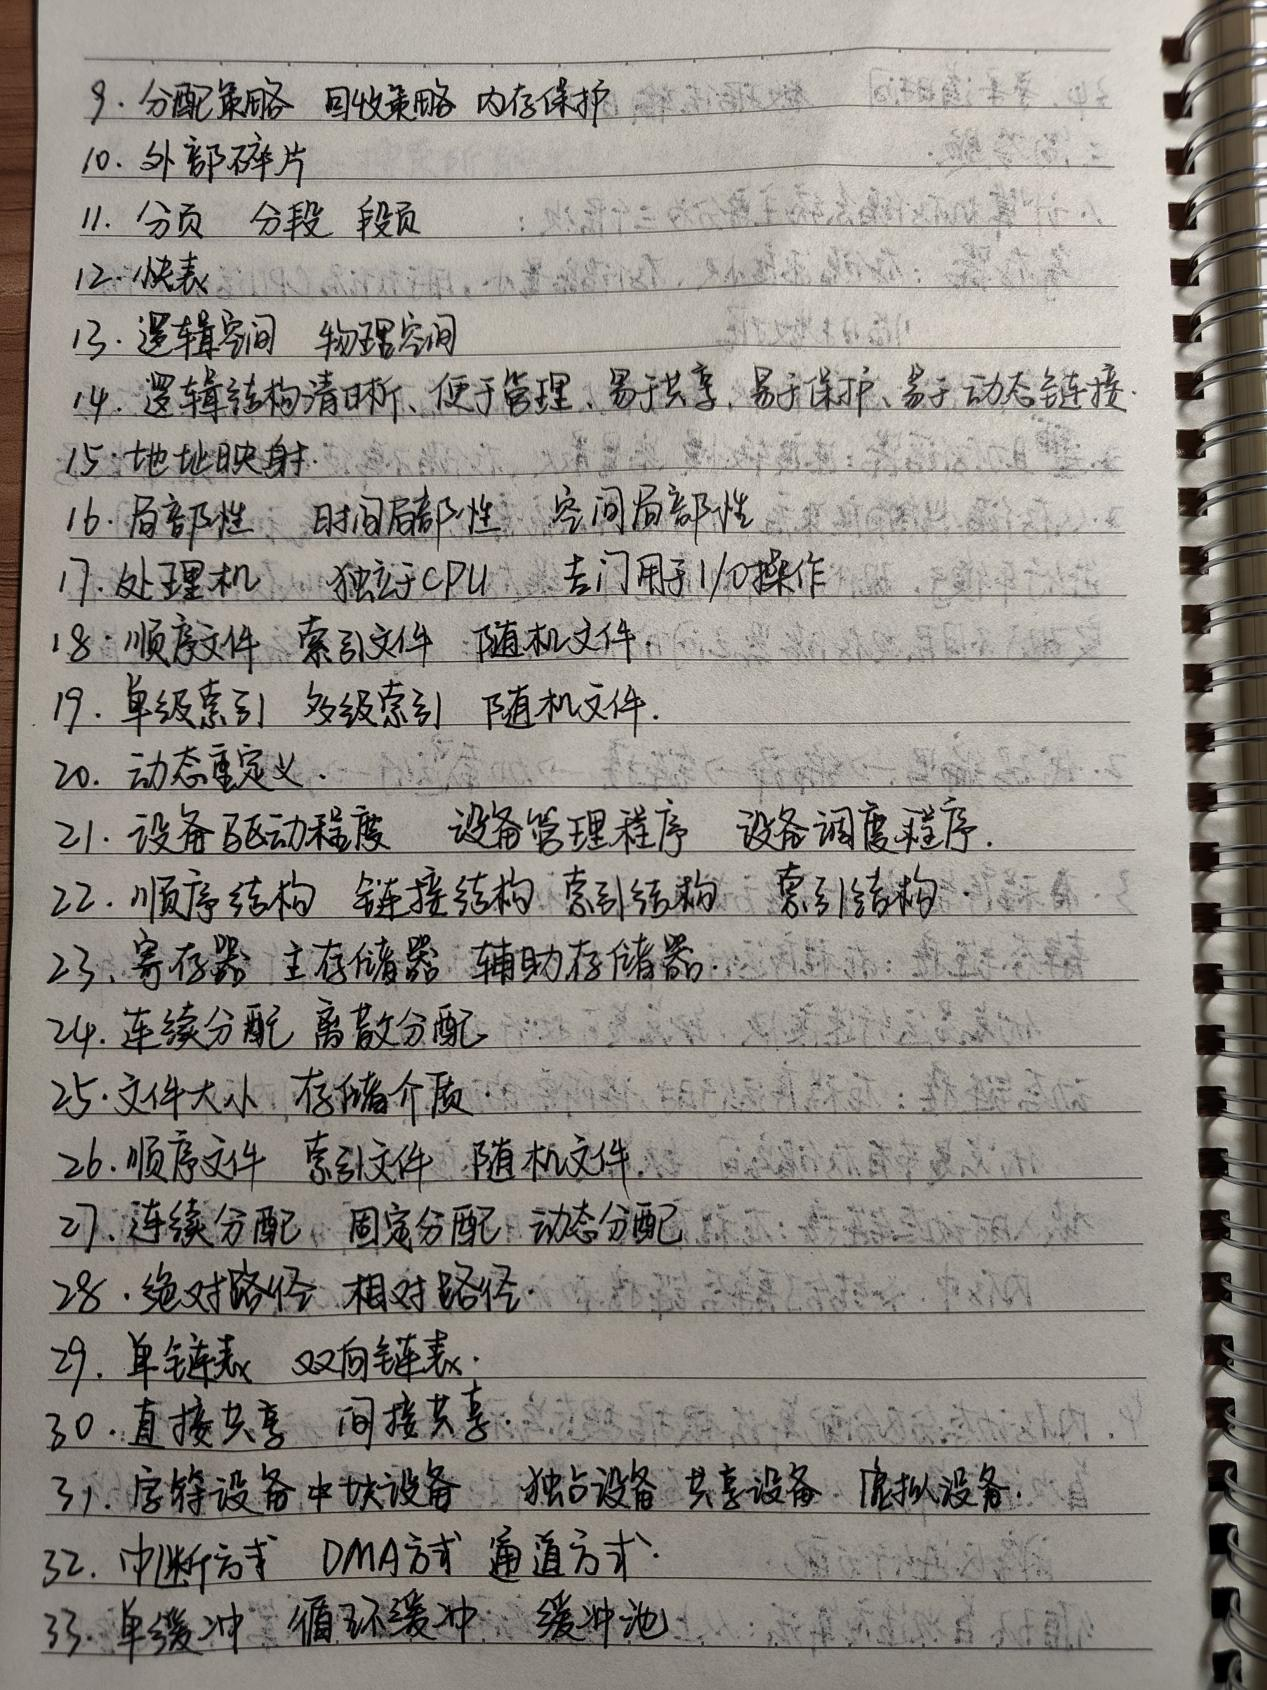 9. 分配策略 回收策略 内存保护
10. 外部碎片
11. 分页 分段 段页
12. 快表
13. 逻辑空间 物理空间
14. 逻辑结构清晰、便于管理、易于共享、易于保护、易于动态链接.
15. 地址映射.
16. 局部性 时间局部性 空间局部性
17. 处理机 独立于CPU 专门用于I/O操作
18. 顺序文件 索引文件 随机文件
19. 单级索引 多级索引 随机文件.
20. 动态重定义.
21. 设备驱动程度 设备管理程序 设备调度程序.
22. 顺序结构 链接结构 索引结构 索引结构
23. 寄存器 主存储器 辅助存储器.
24. 连续分配 离散分配
25. 文件大小 存储介质.
26. 顺序文件 索引文件 随机文件.
27. 连续分配 固定分配 动态分配
28. 绝对路径 相对路径.
29. 单链表 双向链表.
30. 直接共享 间接共享.
31. 字符设备 块设备 独占设备 共享设备 虚拟设备.
32. 中断方式 DMA方式 通道方式.
33. 单缓冲 循环缓冲 缓冲池